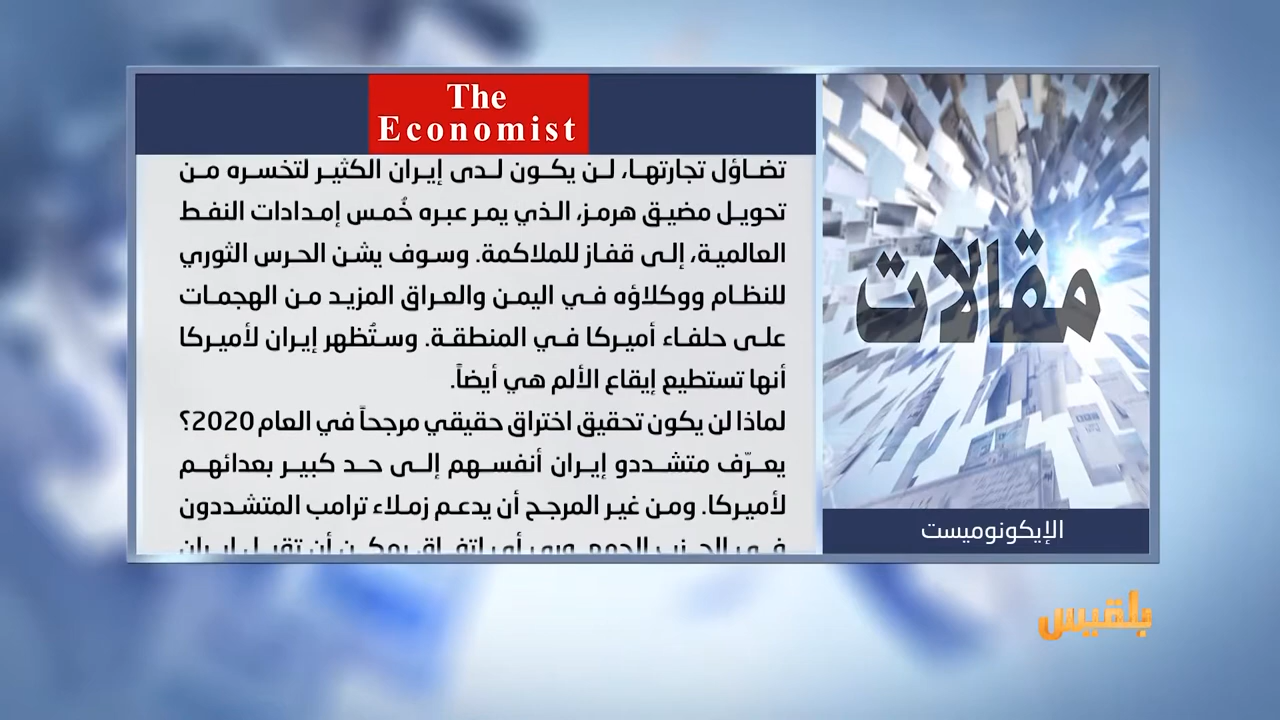 The
Economist
تضاؤل تجارتها، لن يكون لدى إيران الكثير لتخسره من
تحويل مضيق هرمز، الذي يمر عبره خُمس إمدادات النفط
العالمية، إلى قفاز للملاكمة. وسوف يشن الحرس الثوري
للنظام ووكلاؤه في اليمن والعراق المزيد من الهجمات
على حلفاء أميركا في المنطقة. وستُظهر إيران لأميركا
أنها تستطيع إيقاع الألم هي أيضاً.
لماذا لن يكون تحقيق اختراق حقيقي مرجحاً في العام 2020؟
يعرّف متشددو إيران أنفسهم إلى حد كبير بعدائهم
لأميركا. ومن غير المرجح أن يدعم زملاء ترامب المتشددون
مقالات
الإيكونوميست
بلقيس